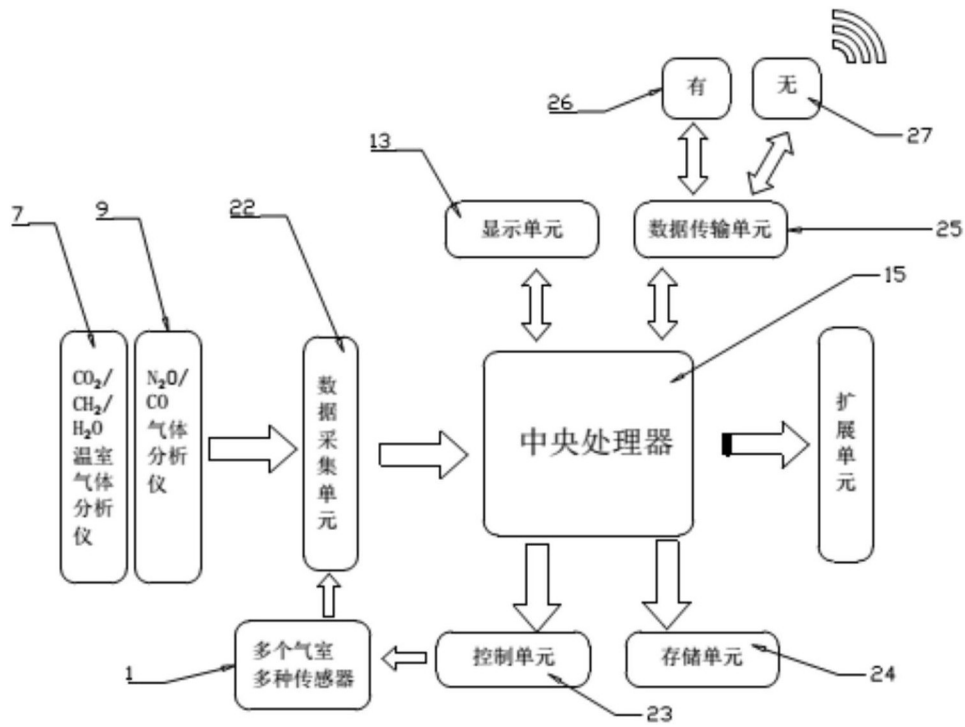 26
有
无
27
13
7
9
22
显示单元
数据传输单元
25
15
CO₂/
CH₂/
H₂O
温室
气体
分析
仪
N₂O/
CO
气体
分析
仪
数
据
采
集
单
元
中央处理器
扩
展
单
元
1
多个气室
多种传感器
控制单元
23
存储单元
24